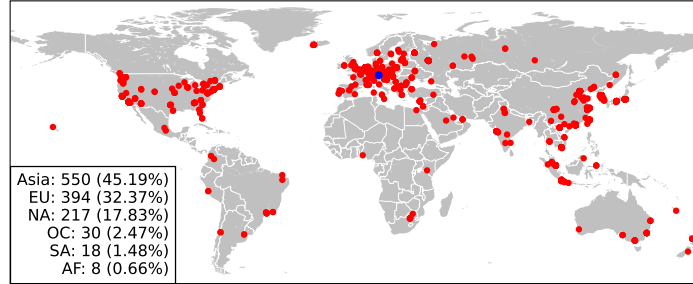 Asia: 550 (45.19%)
EU: 394 (32.37%)
NA: 217 (17.83%)
OC: 30 (2.47%)
SA: 18 (1.48%)
AF: 8 (0.66%)